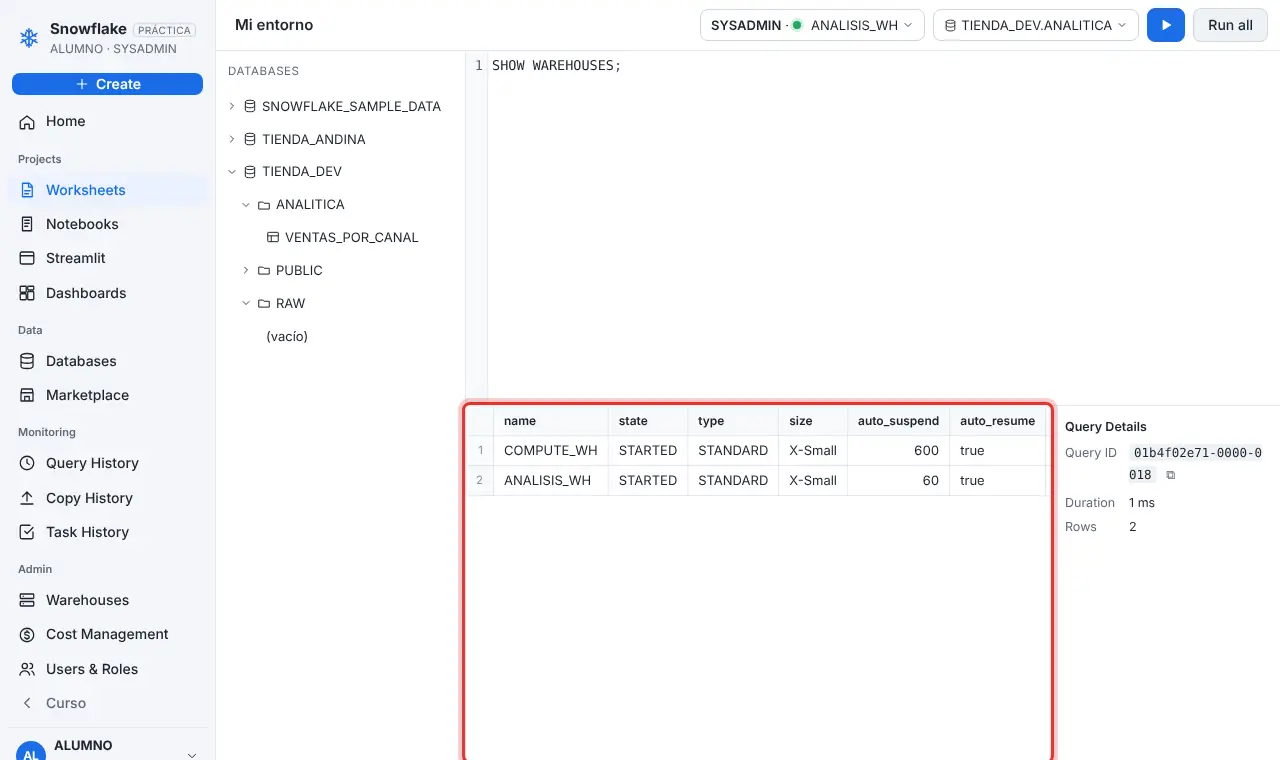 Snowflake PRÁCTICA
ALUMNO · SYSADMIN
Create
Home
Projects
Worksheets
Notebooks
Streamlit
Dashboards
Data
Databases
Marketplace
Monitoring
Query History
Copy History
Task History
Admin
Warehouses
Cost Management
Users & Roles
Curso
AL
ALUMNO
Mi entorno
SYSADMIN · ANALISIS_WH
TIENDA_DEV.ANALITICA
Run all
DATABASES
SNOWFLAKE_SAMPLE_DATA
TIENDA_ANDINA
TIENDA_DEV
ANALITICA
VENTAS_POR_CANAL
PUBLIC
RAW
(vacío)
1 SHOW WAREHOUSES;
name state type size auto_suspend auto_resume
1 COMPUTE_WH STARTED STANDARD X-Small 600 true
2 ANALISIS_WH STARTED STANDARD X-Small 60 true
Query Details
Query ID 01b4f02e71-0000-0
018
Duration 1 ms
Rows 2